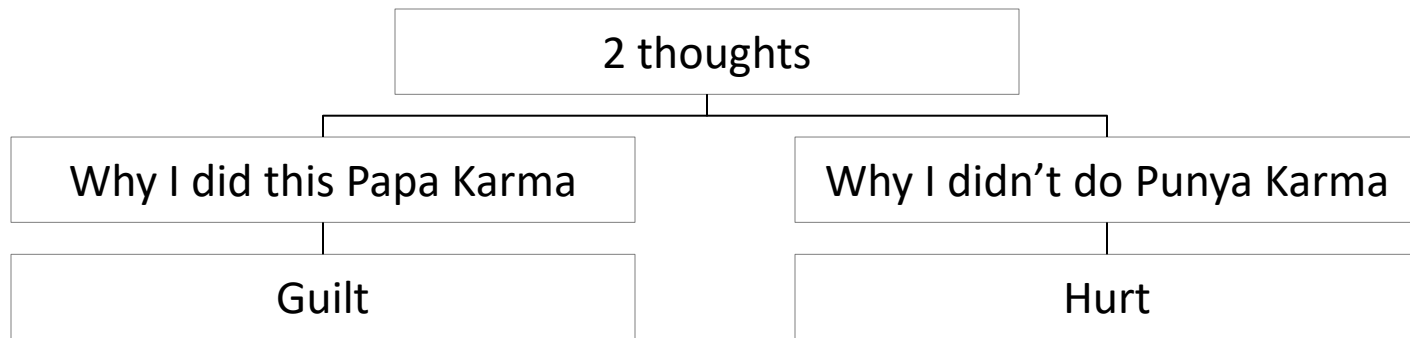 2 thoughts
Why I did this Papa Karma
Why I didn’t do Punya Karma
Guilt
Hurt